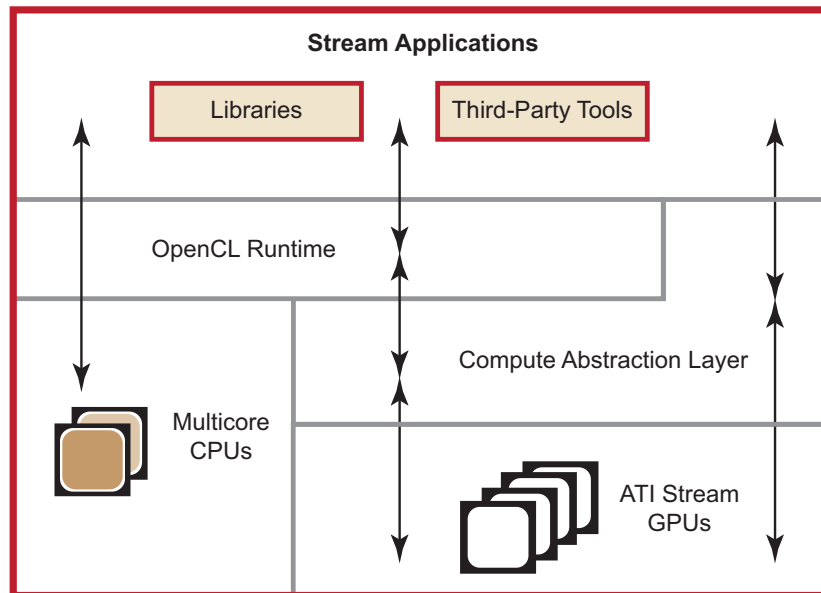 Stream Applications
Libraries
Third-Party Tools
OpenCL Runtime
Compute Abstraction Layer
Multicore
CPUs
ATI Stream
GPUs